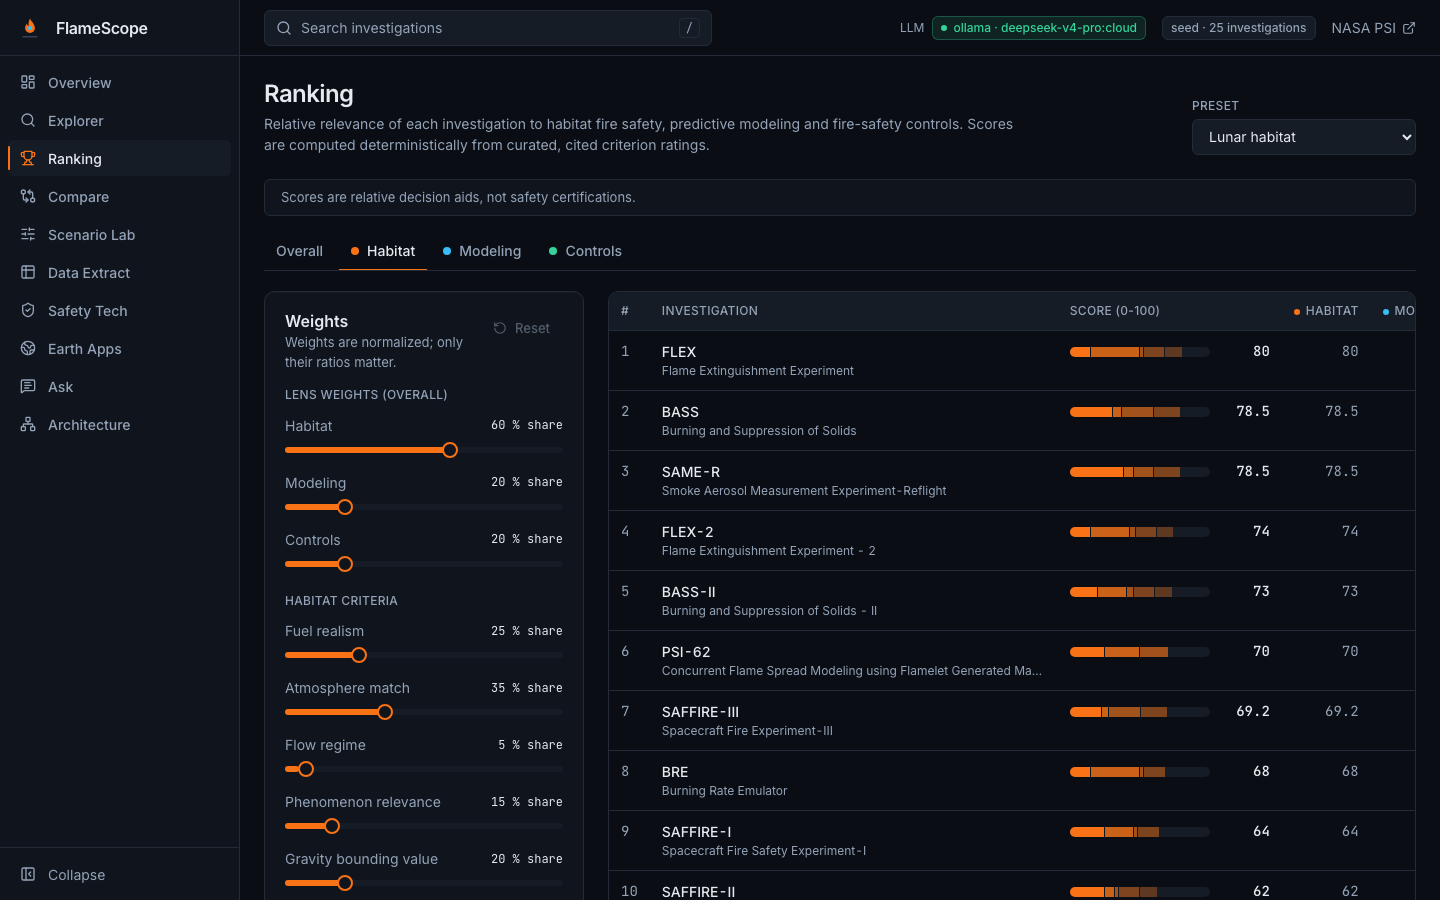 FlameScope
Search investigations
/
LLM
ollama · deepseek-v4-pro:cloud
seed · 25 investigations
NASA PSI
Overview
Explorer
Ranking
Compare
Scenario Lab
Data Extract
Safety Tech
Earth Apps
Ask
Architecture
Collapse
Ranking
Relative relevance of each investigation to habitat fire safety, predictive modeling and fire-safety controls. Scores
are computed deterministically from curated, cited criterion ratings.
PRESET
Lunar habitat
Scores are relative decision aids, not safety certifications.
Overall
Habitat
Modeling
Controls
Weights
Reset
Weights are normalized; only
their ratios matter.
LENS WEIGHTS (OVERALL)
Habitat 60 % share
Modeling 20 % share
Controls 20 % share
HABITAT CRITERIA
Fuel realism 25 % share
Atmosphere match 35 % share
Flow regime 5 % share
Phenomenon relevance 15 % share
Gravity bounding value 20 % share
# INVESTIGATION SCORE (0-100) HABITAT MO
1 FLEX 80 80
Flame Extinguishment Experiment
2 BASS 78.5 78.5
Burning and Suppression of Solids
3 SAME-R 78.5 78.5
Smoke Aerosol Measurement Experiment-Reflight
4 FLEX-2 74 74
Flame Extinguishment Experiment - 2
5 BASS-II 73 73
Burning and Suppression of Solids - II
6 PSI-62 70 70
Concurrent Flame Spread Modeling using Flamelet Generated Ma...
7 SAFFIRE-III 69.2 69.2
Spacecraft Fire Experiment-III
8 BRE 68 68
Burning Rate Emulator
9 SAFFIRE-I 64 64
Spacecraft Fire Safety Experiment-I
10 SAFFIRE-II 62 62